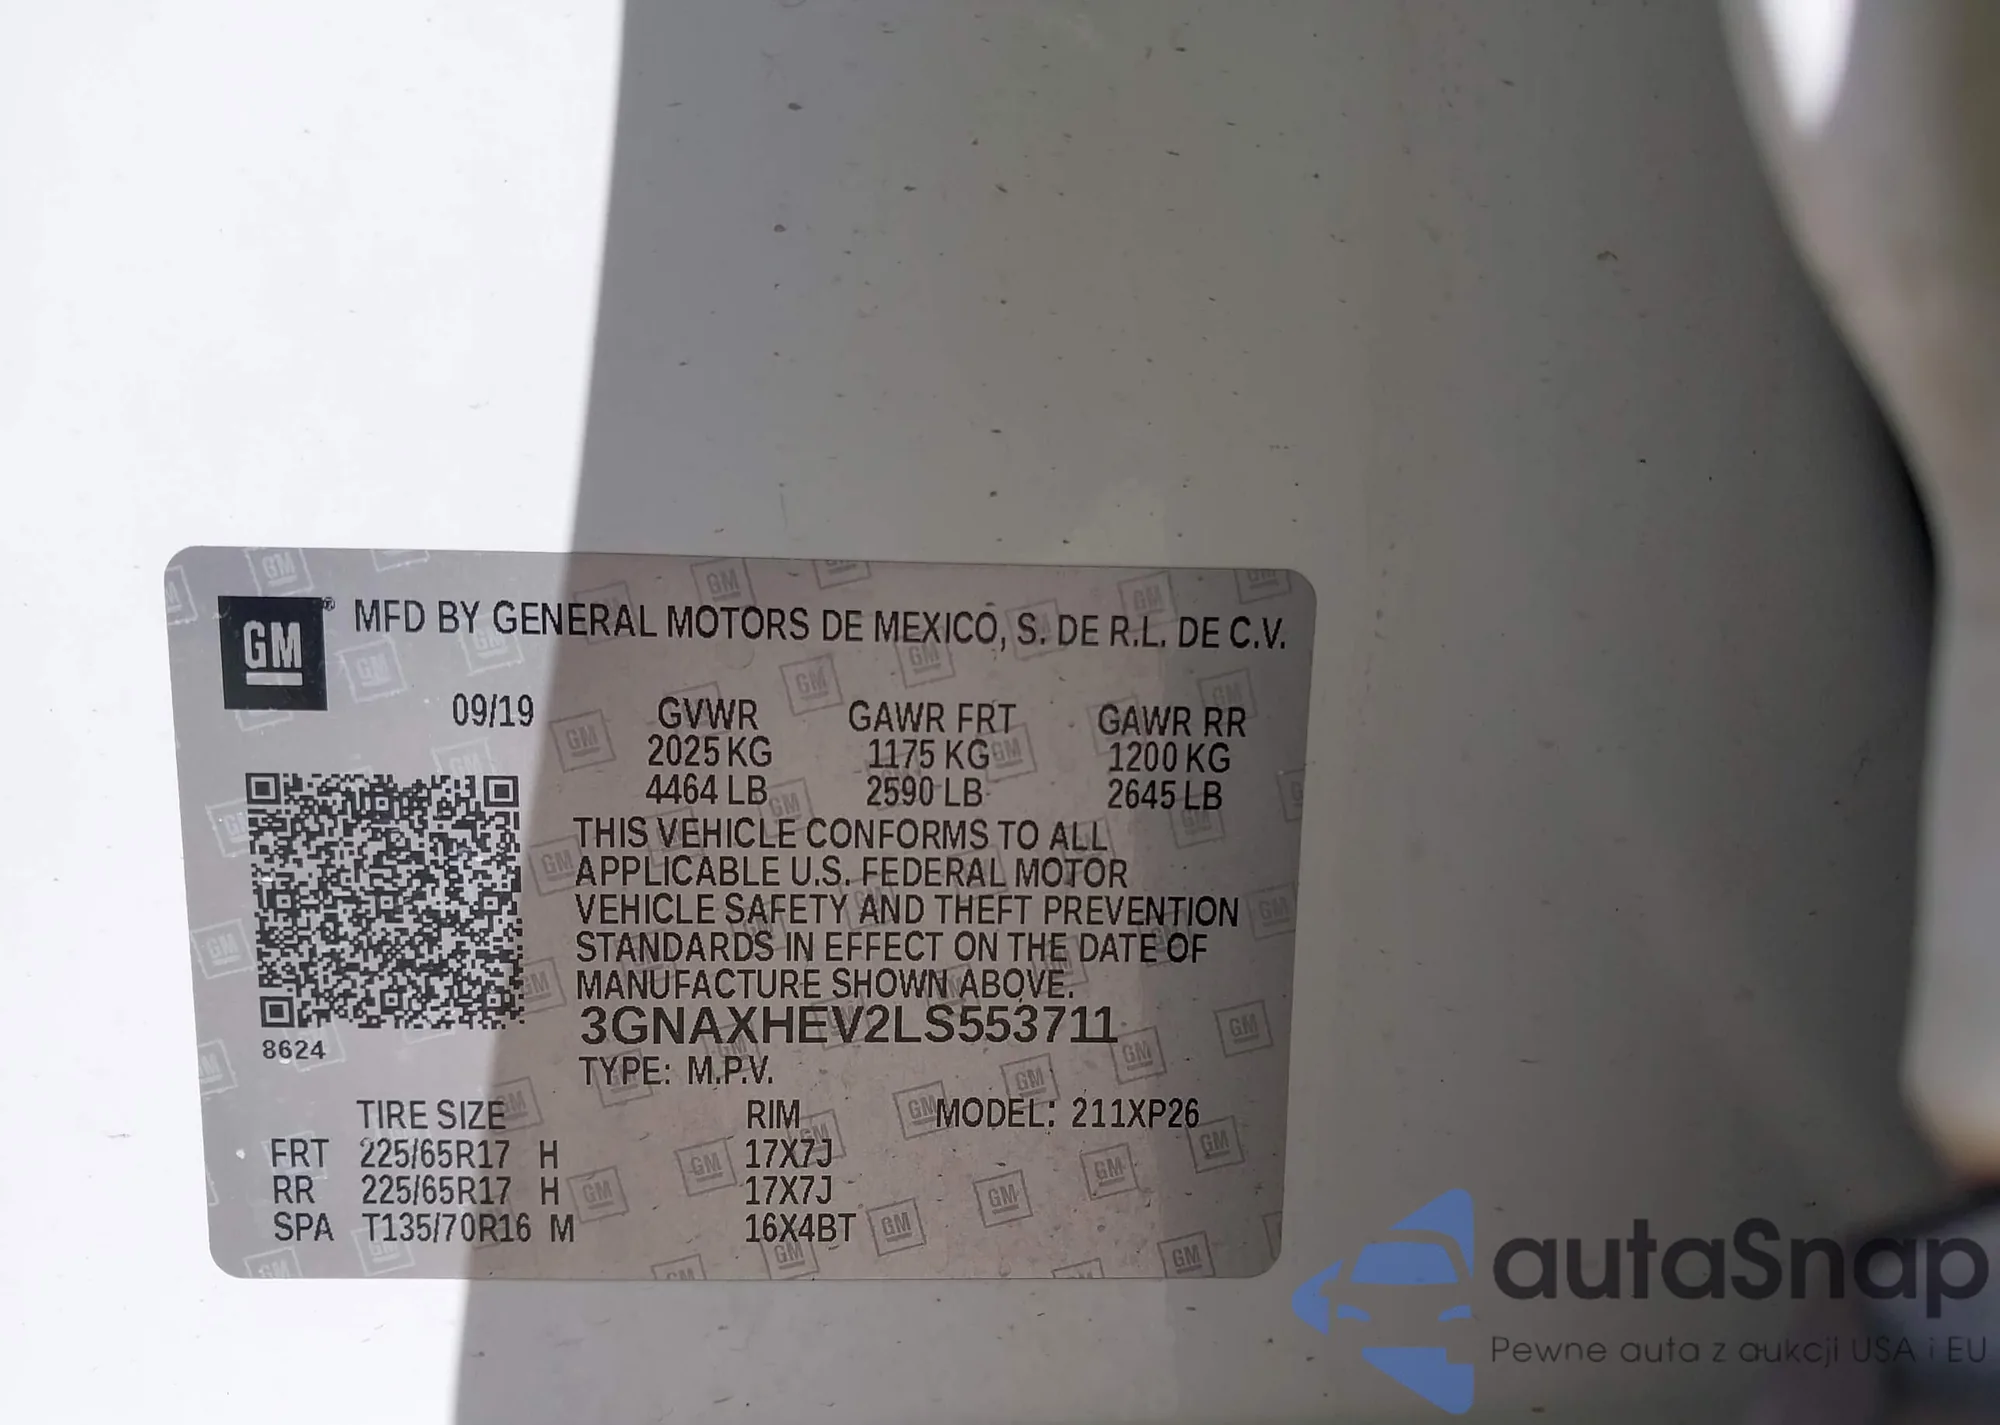 GM
MFD BY GENERAL MOTORS DE MEXICO, S. DE R.L. DE C.V.
09/19
GVWR GAWR FRT GAWR RR
2025 KG 1175 KG 1200 KG
4464 LB 2590 LB 2645 LB
THIS VEHICLE CONFORMS TO ALL
APPLICABLE U.S. FEDERAL MOTOR
VEHICLE SAFETY AND THEFT PREVENTION
STANDARDS IN EFFECT ON THE DATE OF
MANUFACTURE SHOWN ABOVE.
3GNAXHEV2LS553711
8624
TYPE: M.P.V.
TIRE SIZE RIM MODEL: 211XP26
FRT 225/65R17 H 17X7J
RR 225/65R17 H 17X7J
SPA T135/70R16 M 16X4BT
autaSnap
Pewne auta z aukcji USA i EU